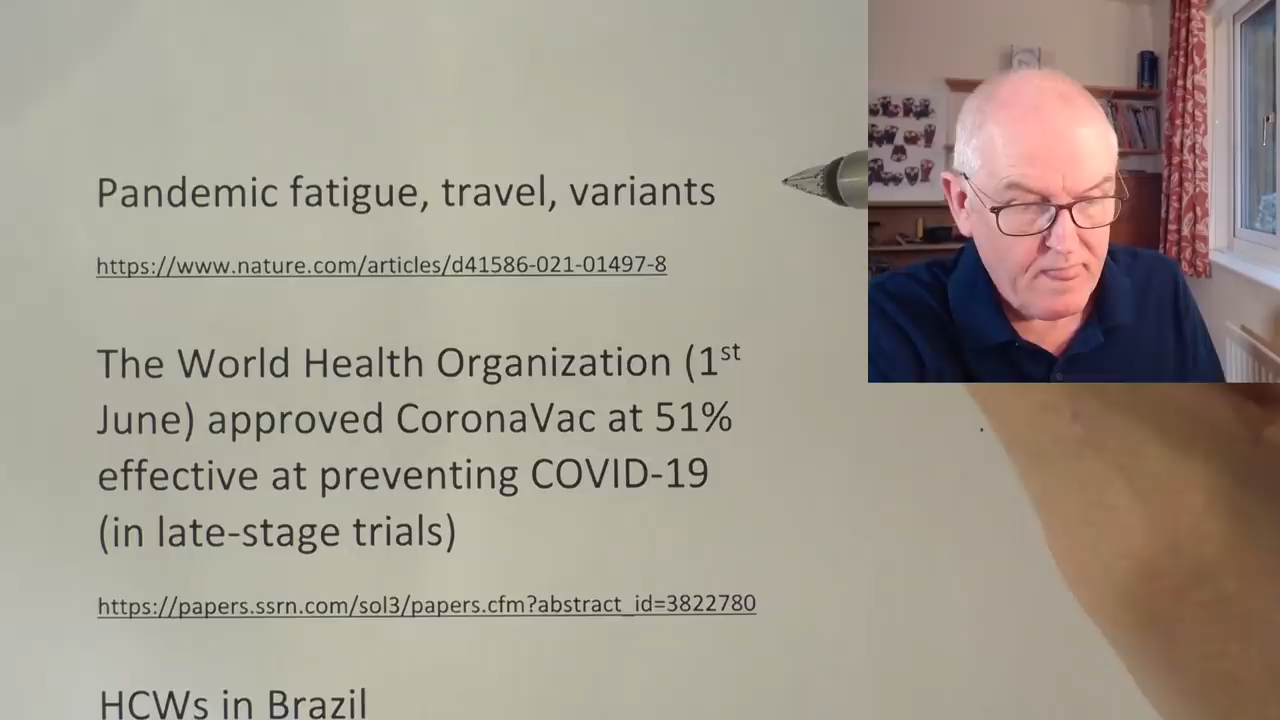 Pandemic fatigue, travel, variants
https://www.nature.com/articles/d41586-021-01497-8
The World Health Organization (1st
June) approved CoronaVac at 51%
effective at preventing COVID-19
(in late-stage trials)
https://papers.ssrn.com/sol3/papers.cfm?abstract_id=3822780
HCWs in Brazil